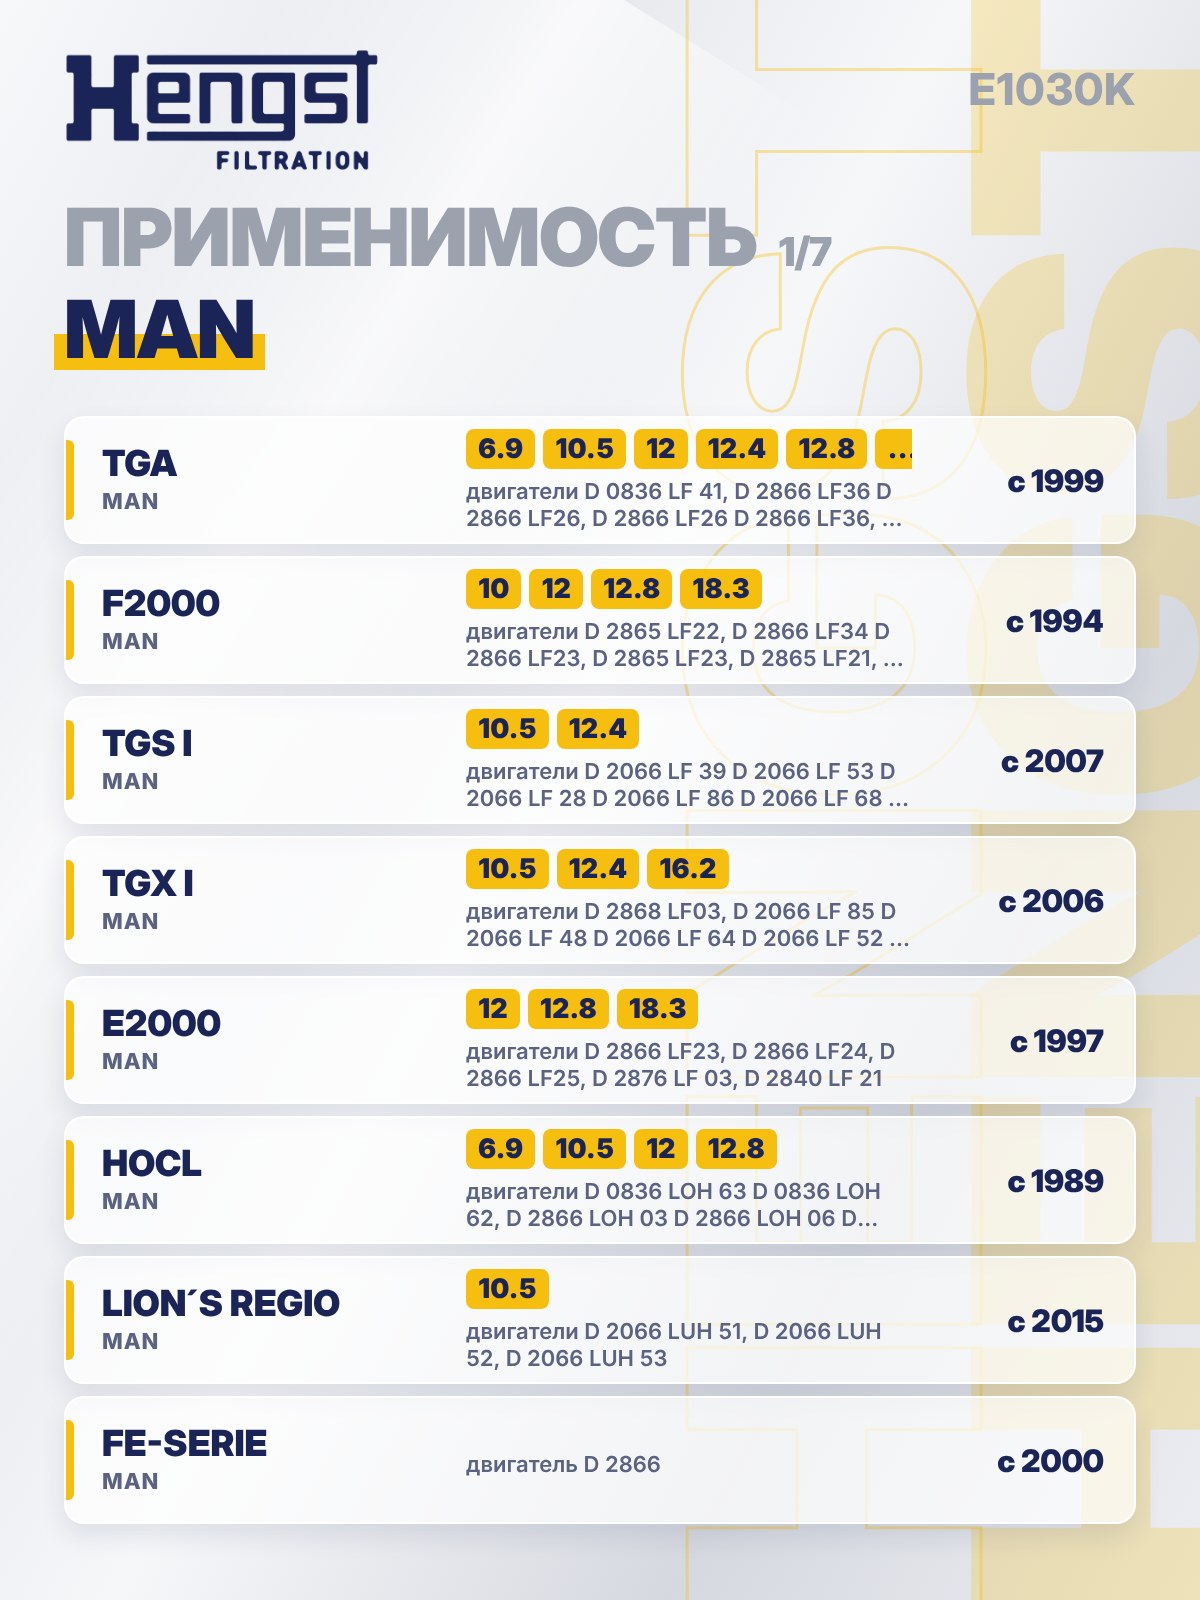 Hengst
FILTRATION
E1030K
ПРИМЕНИМОСТЬ 1/7
MAN
TGA
MAN
6.9 10.5 12 12.4 12.8 ...
двигатели D 0836 LF 41, D 2866 LF36 D
2866 LF26, D 2866 LF26 D 2866 LF36, ...
с 1999
F2000
MAN
10 12 12.8 18.3
двигатели D 2865 LF22, D 2866 LF34 D
2866 LF23, D 2865 LF23, D 2865 LF21, ...
с 1994
TGS I
MAN
10.5 12.4
двигатели D 2066 LF 39 D 2066 LF 53 D
2066 LF 28 D 2066 LF 86 D 2066 LF 68 ...
с 2007
TGX I
MAN
10.5 12.4 16.2
двигатели D 2868 LF03, D 2066 LF 85 D
2066 LF 48 D 2066 LF 64 D 2066 LF 52 ...
с 2006
E2000
MAN
12 12.8 18.3
двигатели D 2866 LF23, D 2866 LF24, D
2866 LF25, D 2876 LF 03, D 2840 LF 21
с 1997
HOCL
MAN
6.9 10.5 12 12.8
двигатели D 0836 LOH 63 D 0836 LOH
62, D 2866 LOH 03 D 2866 LOH 06 D...
с 1989
LION´S REGIO
MAN
10.5
двигатели D 2066 LUH 51, D 2066 LUH
52, D 2066 LUH 53
с 2015
FE-SERIE
MAN
двигатель D 2866
с 2000
HENGST
HENGST